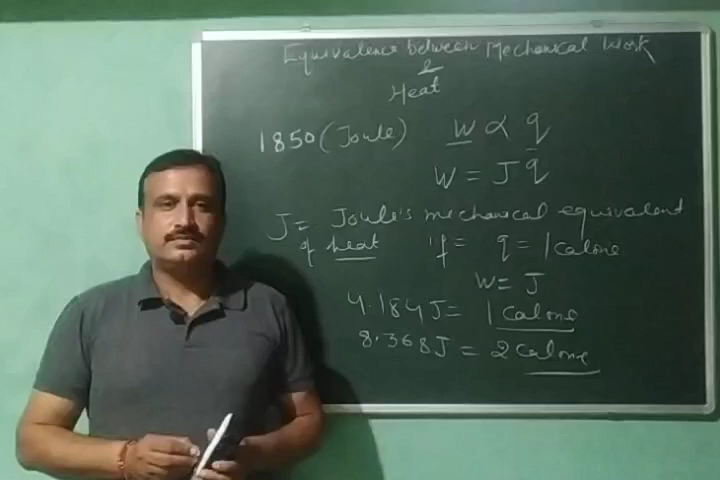 Equivalence between Mechanical Work
&
Heat
1850 (Joule) W ∝ q
W = J q
J = Joule's mechanical equivalent
of heat if = q = 1 calorie
W = J
4.184 J = 1 calorie
8.368 J = 2 calorie